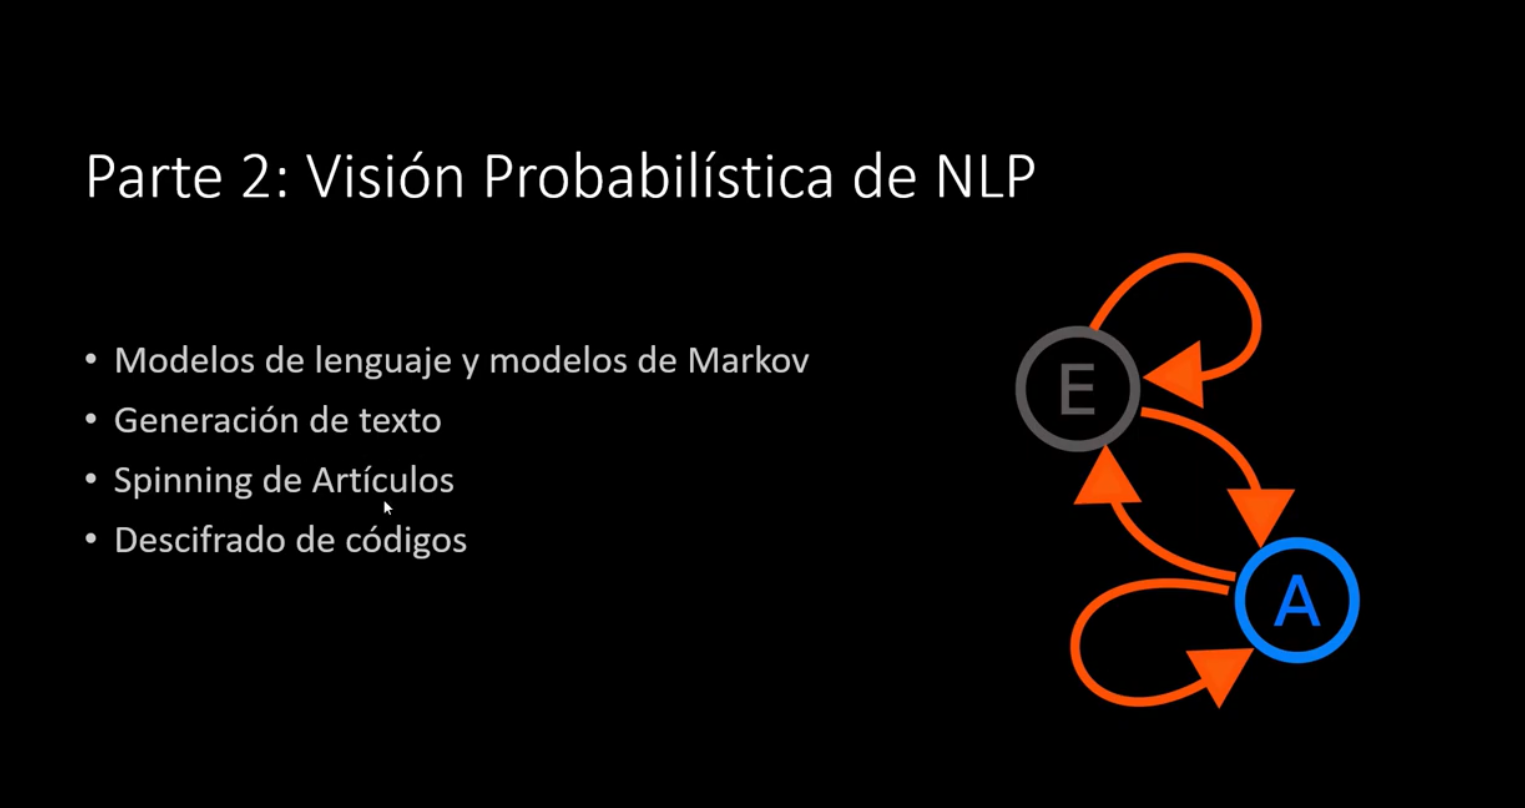 Parte 2: Visión Probabilística de NLP
• Modelos de lenguaje y modelos de Markov
• Generación de texto
• Spinning de Artículos
• Descifrado de códigos
E
A